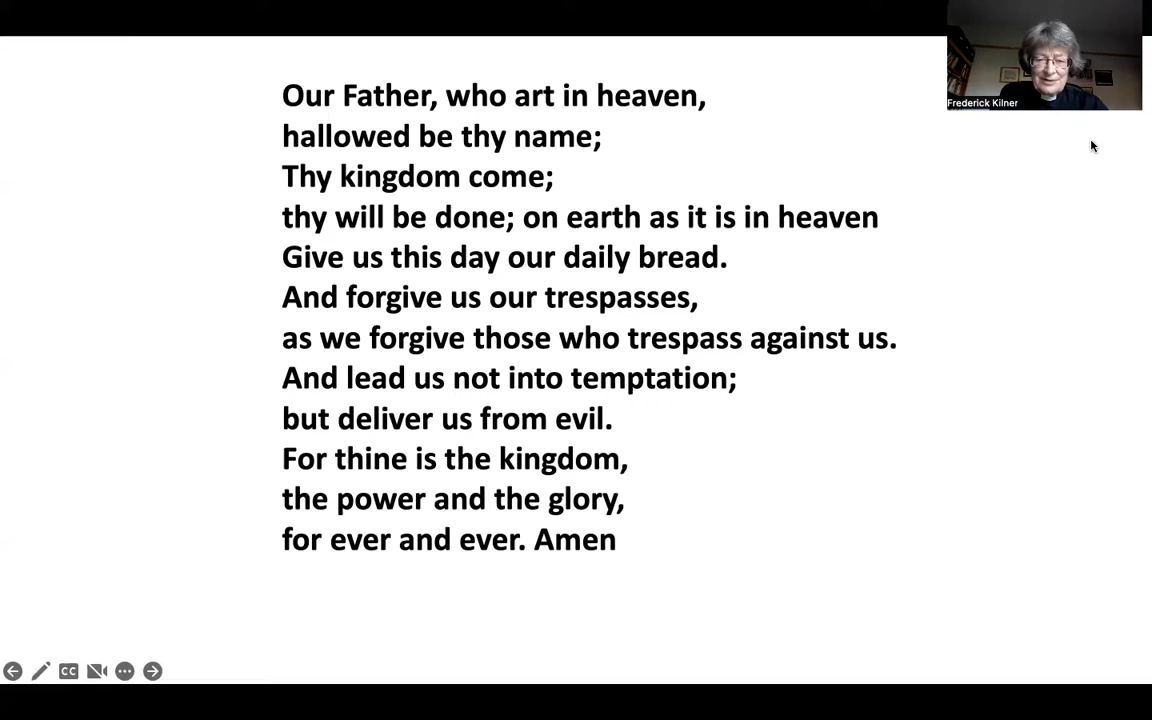 Our Father, who art in heaven,
hallowed be thy name;
Thy kingdom come;
thy will be done; on earth as it is in heaven
Give us this day our daily bread.
And forgive us our trespasses,
as we forgive those who trespass against us.
And lead us not into temptation;
but deliver us from evil.
For thine is the kingdom,
the power and the glory,
for ever and ever. Amen
Frederick Kilner
CC